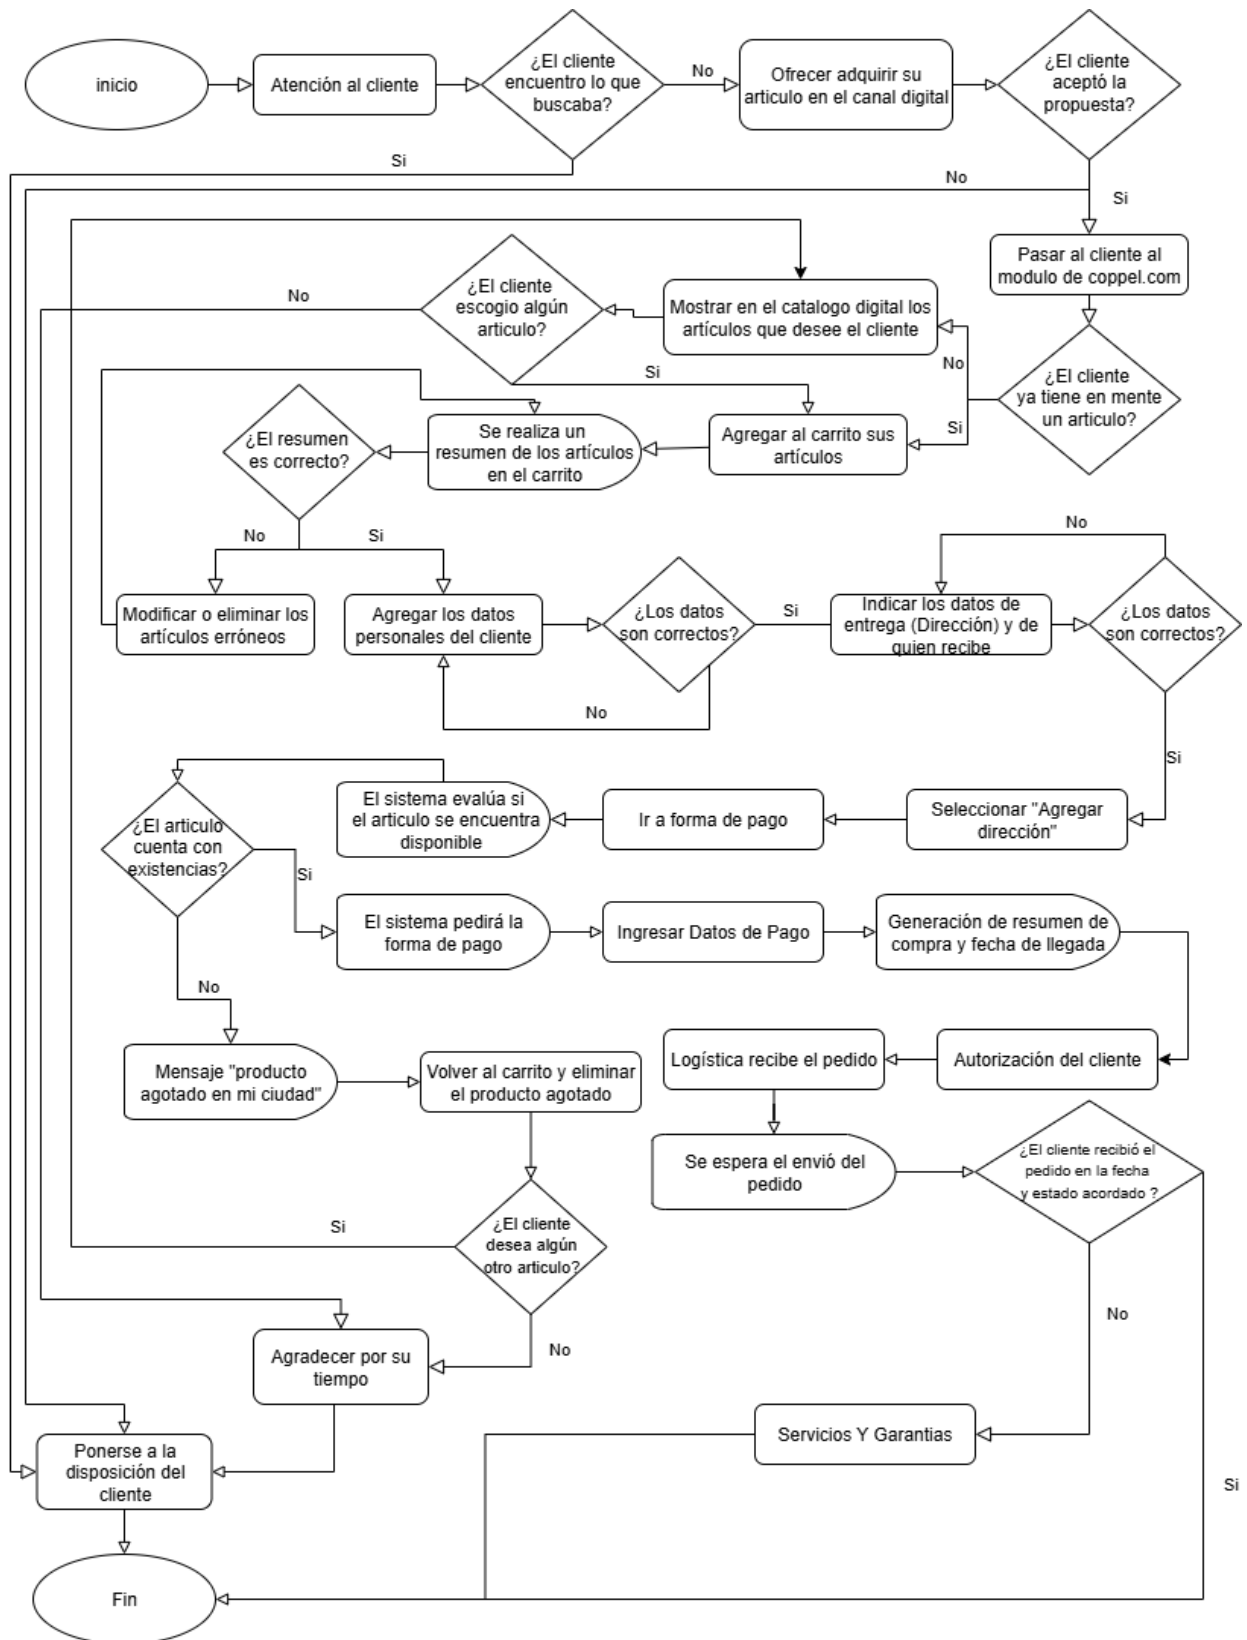 inicio
Atención al cliente
¿El cliente
encuentro lo que
buscaba?
No
Ofrecer adquirir su
articulo en el canal digital
¿El cliente
aceptó la
propuesta?
Si
No
Si
Pasar al cliente al
modulo de coppel.com
¿El cliente
escogio algún
articulo?
No
Mostrar en el catalogo digital los
artículos que desee el cliente
No
Si
¿El cliente
ya tiene en mente
un articulo?
Si
¿El resumen
es correcto?
Se realiza un
resumen de los artículos
en el carrito
Agregar al carrito sus
artículos
No
Si
Modificar o eliminar los
artículos erróneos
Agregar los datos
personales del cliente
¿Los datos
son correctos?
Si
Indicar los datos de
entrega (Dirección) y de
quien recibe
No
¿Los datos
son correctos?
No
Si
¿El articulo
cuenta con
existencias?
El sistema evalúa si
el articulo se encuentra
disponible
Ir a forma de pago
Seleccionar "Agregar
dirección"
Si
El sistema pedirá la
forma de pago
Ingresar Datos de Pago
Generación de resumen de
compra y fecha de llegada
No
Mensaje "producto
agotado en mi ciudad"
Volver al carrito y eliminar
el producto agotado
Logística recibe el pedido
Autorización del cliente
Se espera el envió del
pedido
¿El cliente recibió el
pedido en la fecha
y estado acordado ?
Si
¿El cliente
desea algún
otro articulo?
No
No
Agradecer por su
tiempo
Servicios Y Garantias
Si
Ponerse a la
disposición del
cliente
Fin